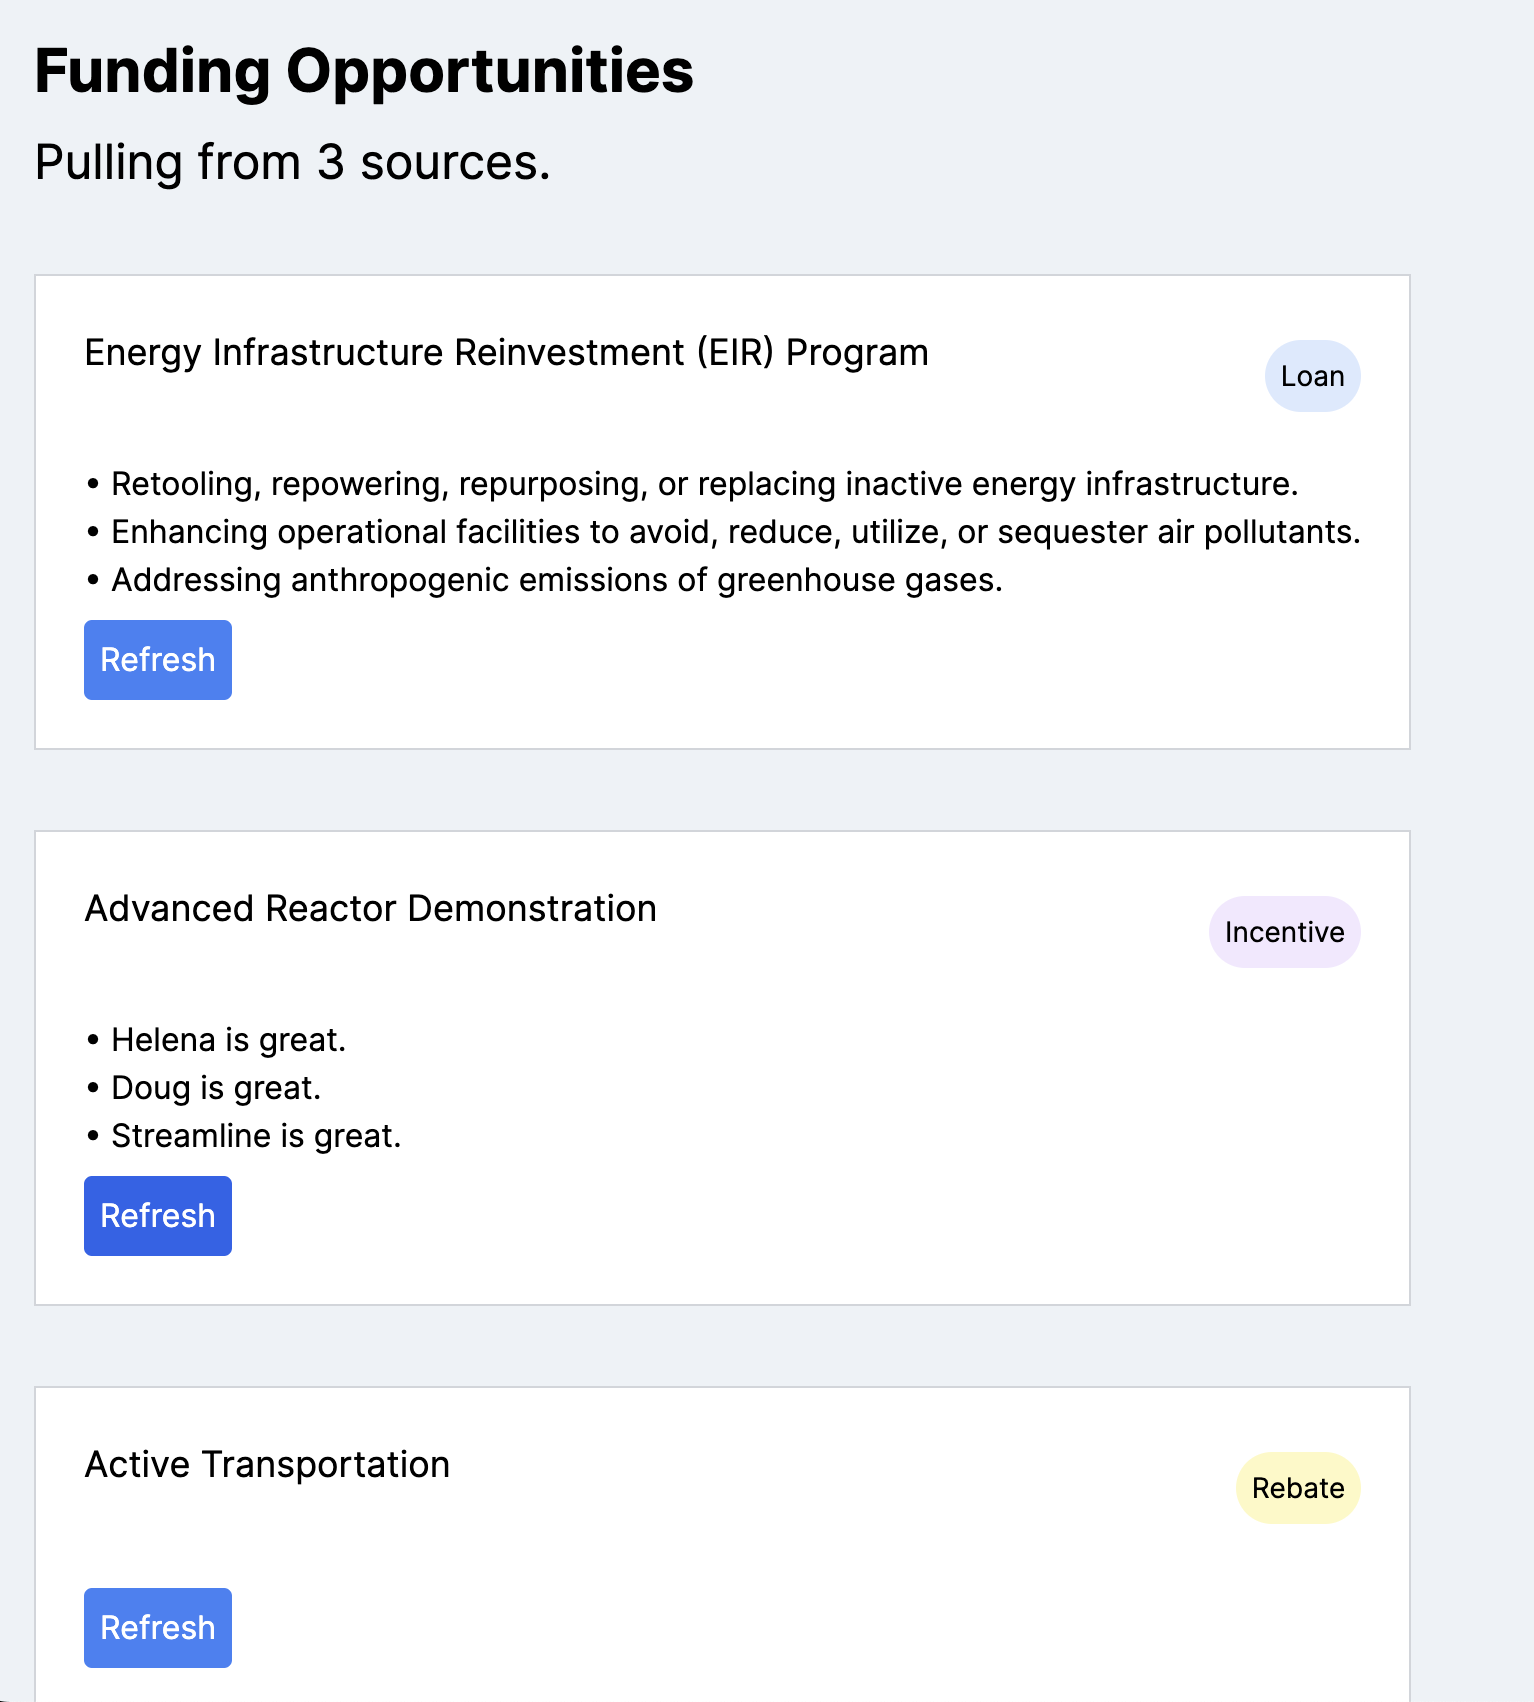 Funding Opportunities
Pulling from 3 sources.
Energy Infrastructure Reinvestment (EIR) Program
Loan
• Retooling, repowering, repurposing, or replacing inactive energy infrastructure.
• Enhancing operational facilities to avoid, reduce, utilize, or sequester air pollutants.
• Addressing anthropogenic emissions of greenhouse gases.
Refresh
Advanced Reactor Demonstration
Incentive
• Helena is great.
• Doug is great.
• Streamline is great.
Refresh
Active Transportation
Rebate
Refresh